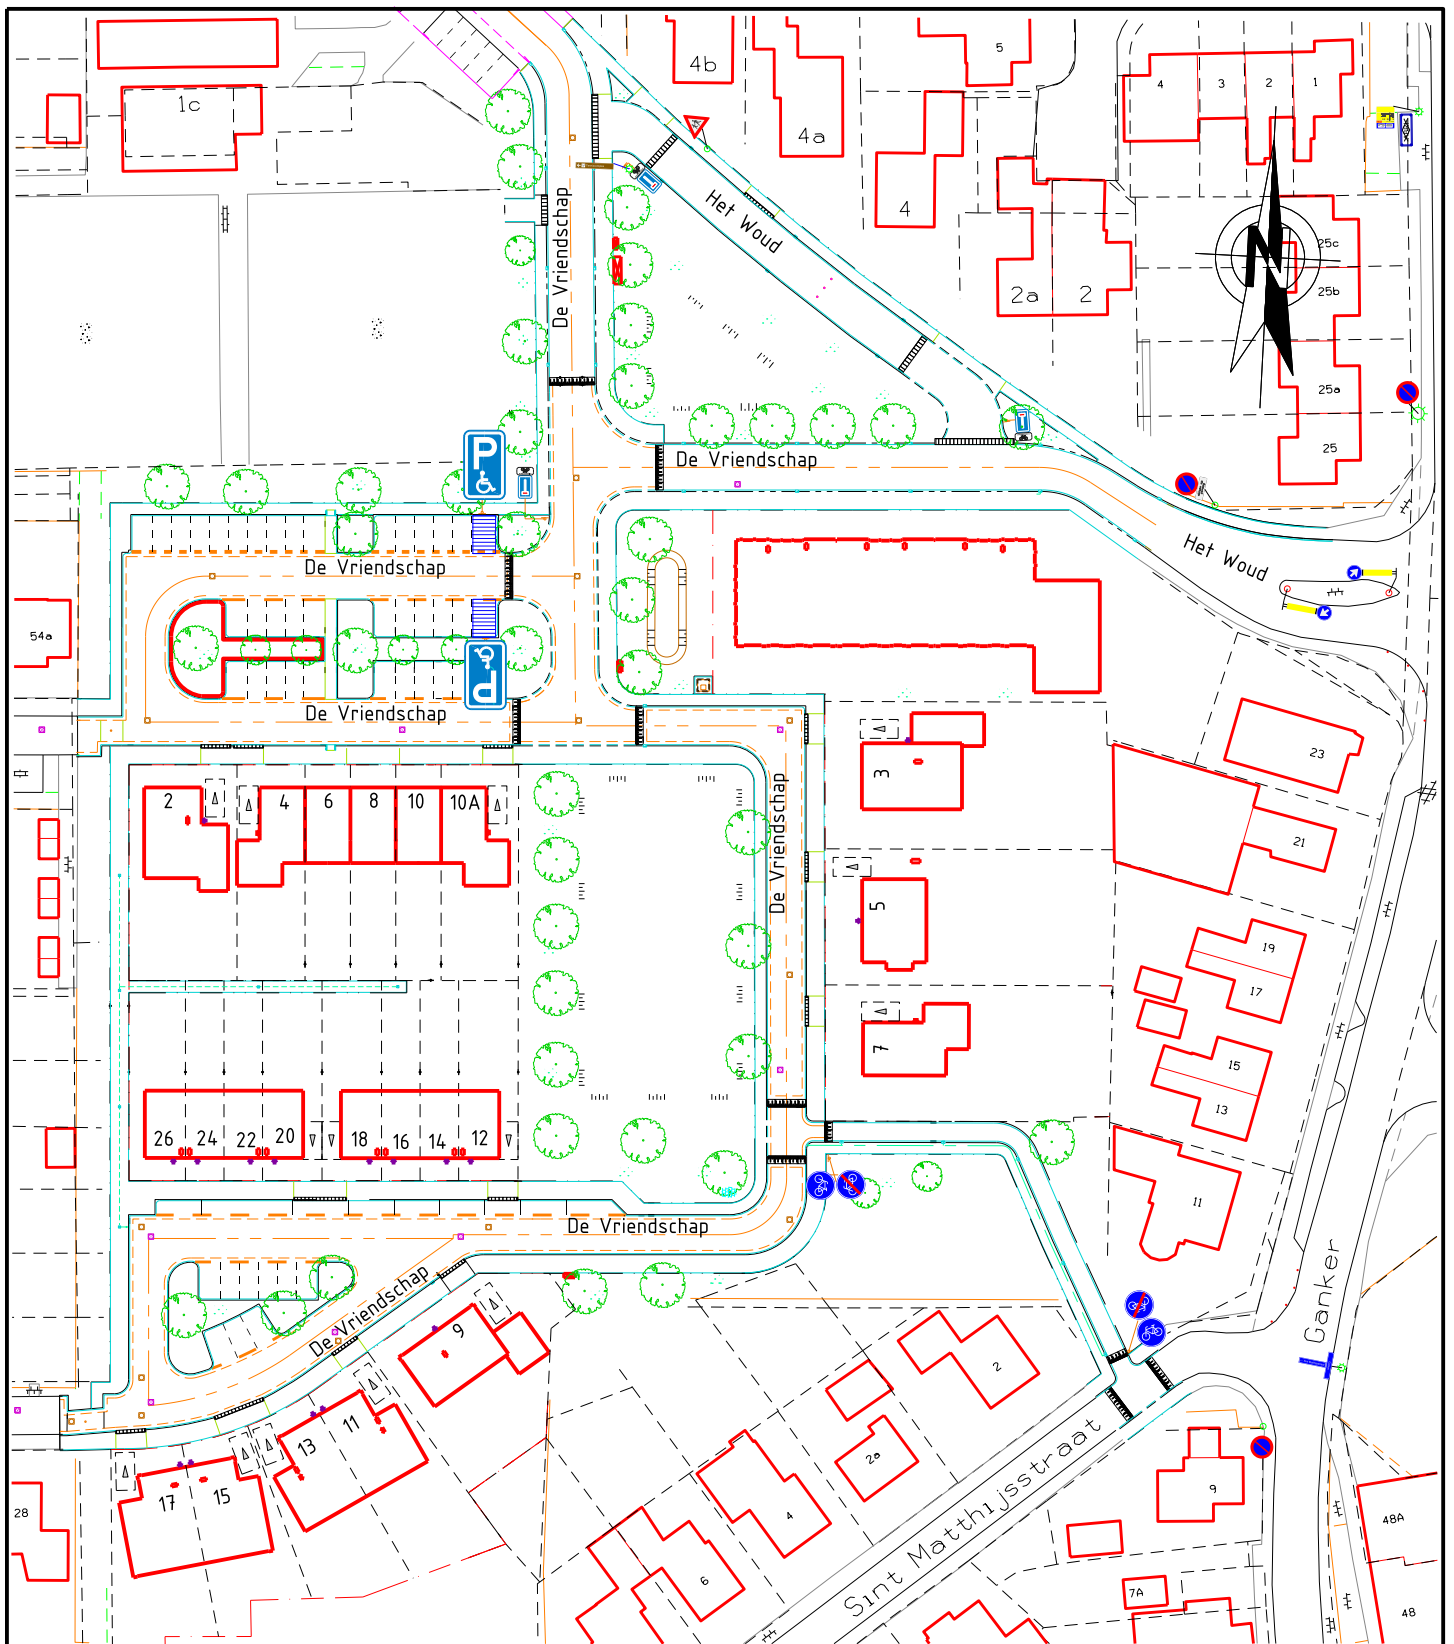 4b
5
4
3
2
1
1c
4a
Het Woud
De Vriendschap
4
2a
2
N
25c
25b
25a
25
P
De Vriendschap
Het Woud
De Vriendschap
54a
P
De Vriendschap
23
3
2
4
6
8
10
10A
De Vriendschap
21
5
19
17
7
15
13
26
24
22
20
18
16
14
12
11
De Vriendschap
De Vriendschap
Ganker
9
2
2a
11
13
Sint Matthijsstraat
17
15
4
9
28
48A
6
7A
48